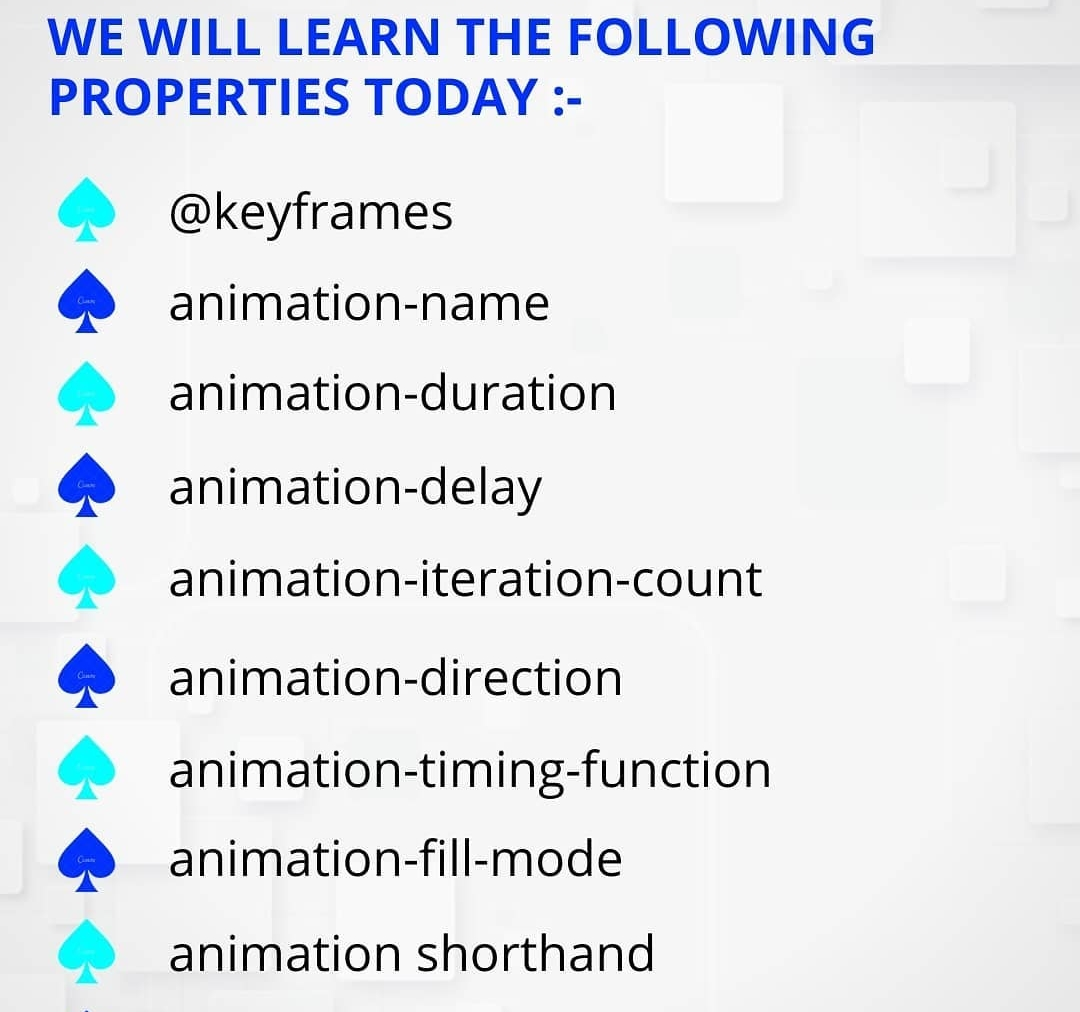 WE WILL LEARN THE FOLLOWING
PROPERTIES TODAY :-
@keyframes
animation-name
animation-duration
animation-delay
animation-iteration-count
animation-direction
animation-timing-function
animation-fill-mode
animation shorthand